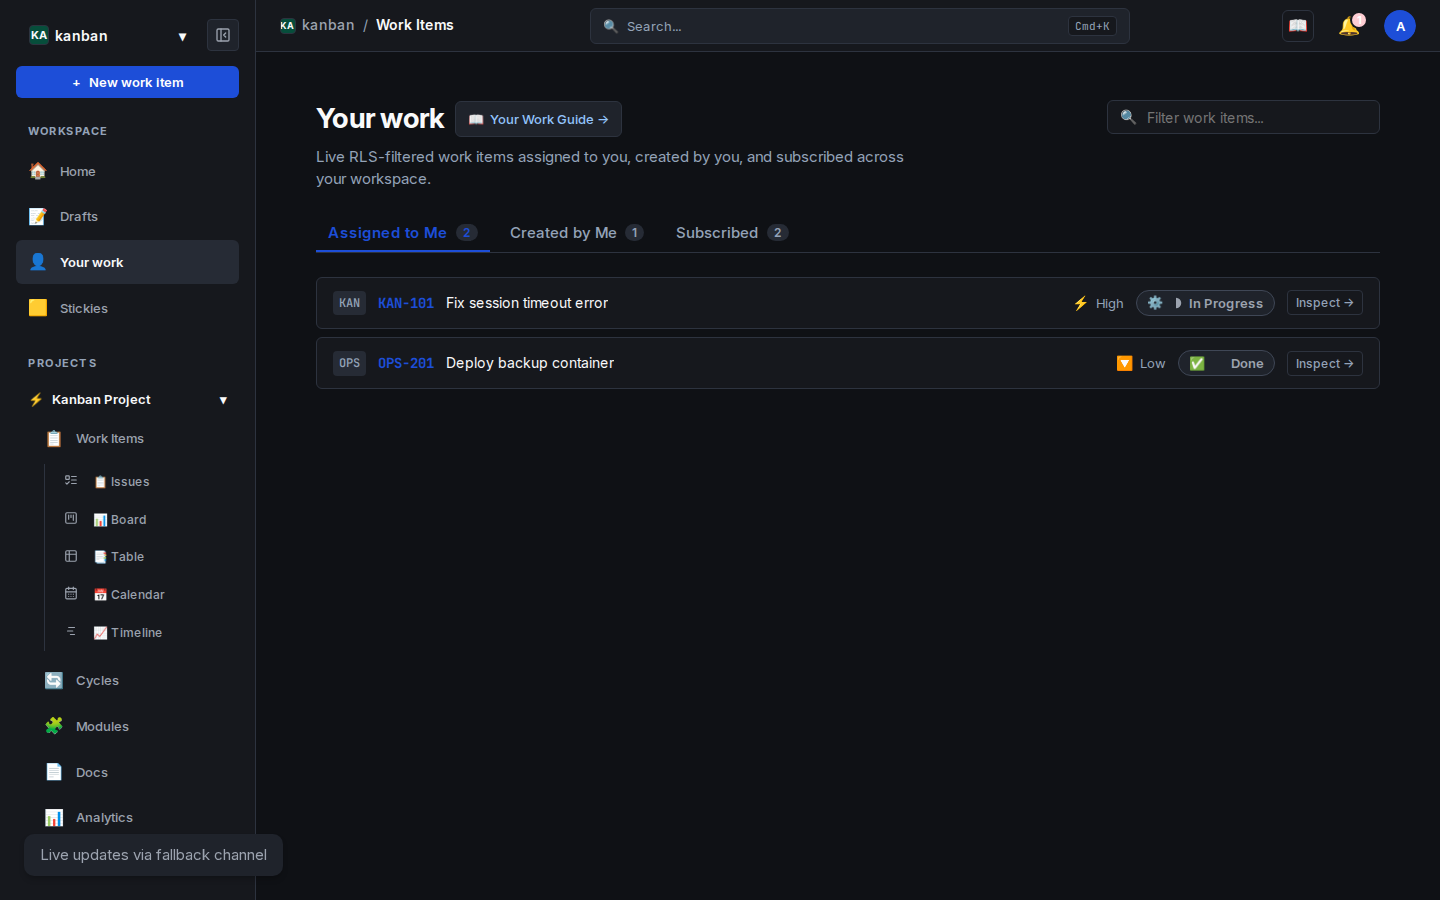 KA kanban ▾
+ New work item
WORKSPACE
Home
Drafts
Your work
Stickies
PROJECTS
Kanban Project ▾
Work Items
Issues
Board
Table
Calendar
Timeline
Cycles
Modules
Docs
Analytics
Live updates via fallback channel
KA kanban / Work Items
Search...
Cmd+K
1
A
Your work
Your Work Guide →
Filter work items...
Live RLS-filtered work items assigned to you, created by you, and subscribed across
your workspace.
Assigned to Me 2
Created by Me 1
Subscribed 2
KAN KAN-101 Fix session timeout error High In Progress Inspect →
OPS OPS-201 Deploy backup container Low Done Inspect →